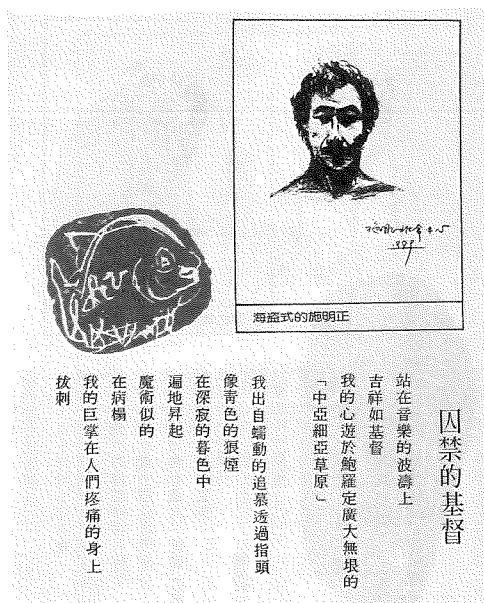 海盜式的施明正
囚禁的基督
站在音樂的波濤上
吉祥如基督
我的心遊於鮑羅定廣大無垠的
「中亞細亞草原」
我出自蠕動的追慕透過指頭
像青色的狼煙
在深寂的暮色中
遍地昇起
魔術似的
在病榻
我的巨掌在人們疼痛的身上
拔刺